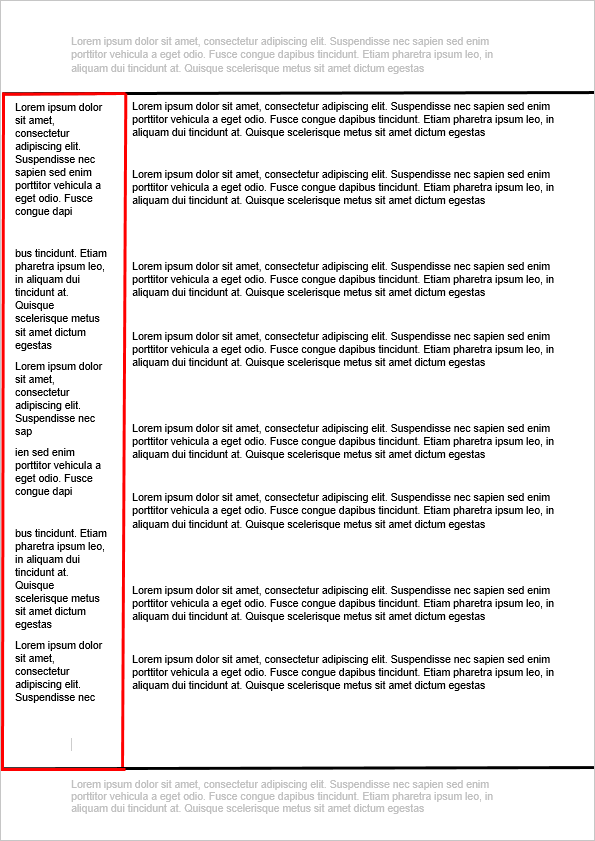 Lorem ipsum dolor sit amet, consectetur adipiscing elit. Suspendisse nec sapien sed enim
porttitor vehicula a eget odio. Fusce congue dapibus tincidunt. Etiam pharetra ipsum leo, in
aliquam dui tincidunt at. Quisque scelerisque metus sit amet dictum egestas
Lorem ipsum dolor
sit amet,
consectetur
adipiscing elit.
Suspendisse nec
sapien sed enim
porttitor vehicula a
eget odio. Fusce
congue dapi
bus tincidunt. Etiam
pharetra ipsum leo,
in aliquam dui
tincidunt at.
Quisque
scelerisque metus
sit amet dictum
egestas
Lorem ipsum dolor
sit amet,
consectetur
adipiscing elit.
Suspendisse nec
sap
ien sed enim
porttitor vehicula a
eget odio. Fusce
congue dapi
bus tincidunt. Etiam
pharetra ipsum leo,
in aliquam dui
tincidunt at.
Quisque
scelerisque metus
sit amet dictum
egestas
Lorem ipsum dolor
sit amet,
consectetur
adipiscing elit.
Suspendisse nec
Lorem ipsum dolor sit amet, consectetur adipiscing elit. Suspendisse nec sapien sed enim
porttitor vehicula a eget odio. Fusce congue dapibus tincidunt. Etiam pharetra ipsum leo, in
aliquam dui tincidunt at. Quisque scelerisque metus sit amet dictum egestas
Lorem ipsum dolor sit amet, consectetur adipiscing elit. Suspendisse nec sapien sed enim
porttitor vehicula a eget odio. Fusce congue dapibus tincidunt. Etiam pharetra ipsum leo, in
aliquam dui tincidunt at. Quisque scelerisque metus sit amet dictum egestas
Lorem ipsum dolor sit amet, consectetur adipiscing elit. Suspendisse nec sapien sed enim
porttitor vehicula a eget odio. Fusce congue dapibus tincidunt. Etiam pharetra ipsum leo, in
aliquam dui tincidunt at. Quisque scelerisque metus sit amet dictum egestas
Lorem ipsum dolor sit amet, consectetur adipiscing elit. Suspendisse nec sapien sed enim
porttitor vehicula a eget odio. Fusce congue dapibus tincidunt. Etiam pharetra ipsum leo, in
aliquam dui tincidunt at. Quisque scelerisque metus sit amet dictum egestas
Lorem ipsum dolor sit amet, consectetur adipiscing elit. Suspendisse nec sapien sed enim
porttitor vehicula a eget odio. Fusce congue dapibus tincidunt. Etiam pharetra ipsum leo, in
aliquam dui tincidunt at. Quisque scelerisque metus sit amet dictum egestas
Lorem ipsum dolor sit amet, consectetur adipiscing elit. Suspendisse nec sapien sed enim
porttitor vehicula a eget odio. Fusce congue dapibus tincidunt. Etiam pharetra ipsum leo, in
aliquam dui tincidunt at. Quisque scelerisque metus sit amet dictum egestas
Lorem ipsum dolor sit amet, consectetur adipiscing elit. Suspendisse nec sapien sed enim
porttitor vehicula a eget odio. Fusce congue dapibus tincidunt. Etiam pharetra ipsum leo, in
aliquam dui tincidunt at. Quisque scelerisque metus sit amet dictum egestas
Lorem ipsum dolor sit amet, consectetur adipiscing elit. Suspendisse nec sapien sed enim
porttitor vehicula a eget odio. Fusce congue dapibus tincidunt. Etiam pharetra ipsum leo, in
aliquam dui tincidunt at. Quisque scelerisque metus sit amet dictum egestas
Lorem ipsum dolor sit amet, consectetur adipiscing elit. Suspendisse nec sapien sed enim
porttitor vehicula a eget odio. Fusce congue dapibus tincidunt. Etiam pharetra ipsum leo, in
aliquam dui tincidunt at. Quisque scelerisque metus sit amet dictum egestas